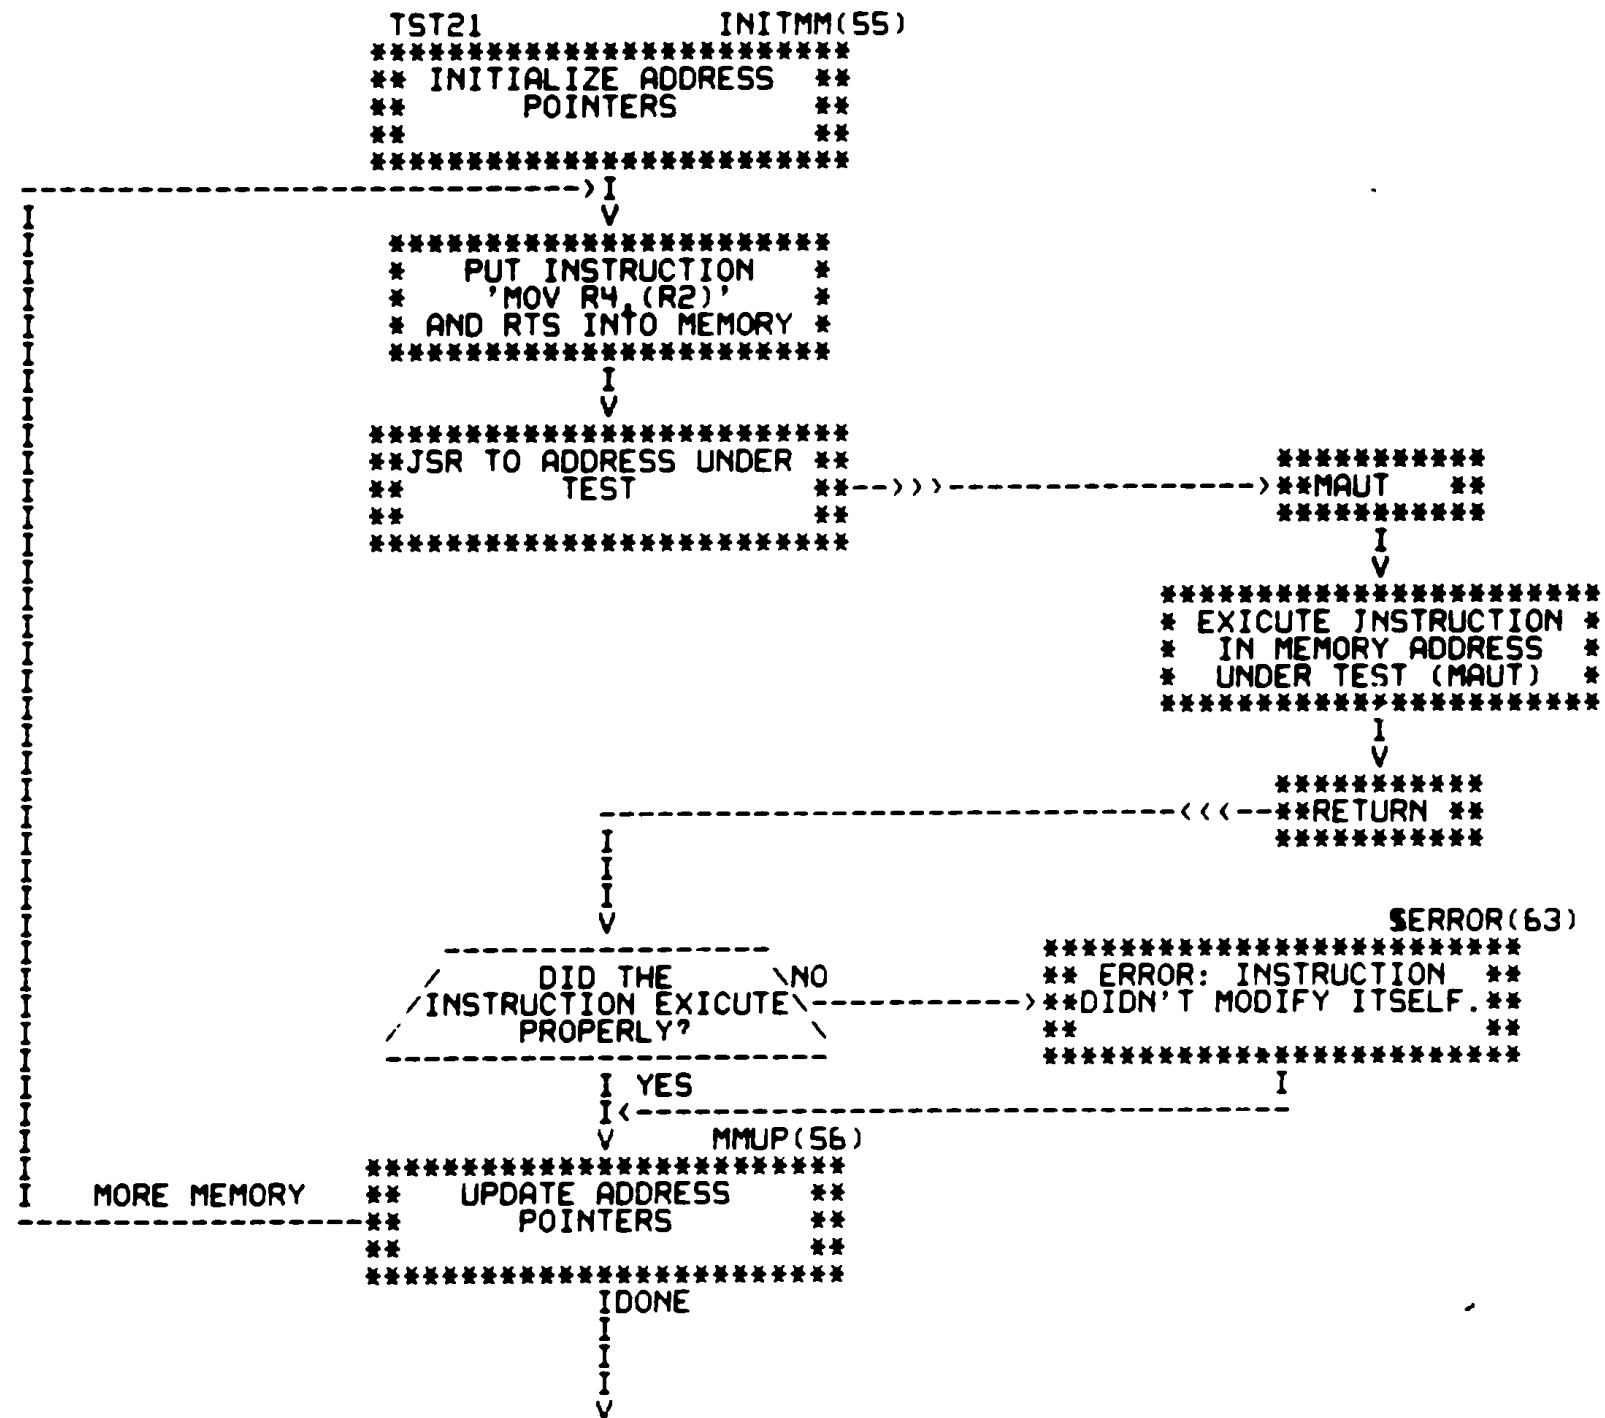 TST21 INITMM(55)
INITIALIZE ADDRESS
POINTERS
PUT INSTRUCTION
'MOV R4,(R2)'
AND RTS INTO MEMORY
JSR TO ADDRESS UNDER
TEST
MAUT
EXICUTE INSTRUCTION
IN MEMORY ADDRESS
UNDER TEST (MAUT)
RETURN
$ERROR(63)
DID THE
INSTRUCTION EXICUTE
PROPERLY?
NO
ERROR: INSTRUCTION
DIDN'T MODIFY ITSELF.
YES
MMUP(56)
MORE MEMORY
UPDATE ADDRESS
POINTERS
DONE